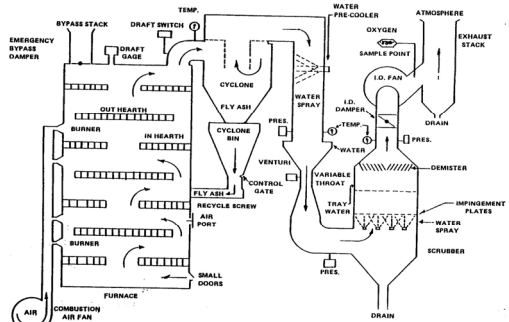 BYPASS STACK
DRAFT SWITCH
TEMP.
WATER
PRE-COOLER
ATMOSPHERE
EMERGENCY
BYPASS
DAMPER
DRAFT
GAGE
OXYGEN
SAMPLE POINT
EXHAUST
STACK
CYCLONE
I.D. FAN
WATER
SPRAY
FLY ASH
I.D.
DAMPER
OUT HEARTH
BURNER
CYCLONE
BIN
PRES.
TEMP.
DRAIN
IN HEARTH
WATER
PRES.
VENTURI
VARIABLE
THROAT
DEMISTER
CONTROL
GATE
FLY ASH
RECYCLE SCREW
TRAY
WATER
IMPINGEMENT
PLATES
AIR
PORT
WATER
SPRAY
BURNER
SCRUBBER
PRES.
SMALL
DOORS
FURNACE
AIR
COMBUSTION
AIR FAN
DRAIN